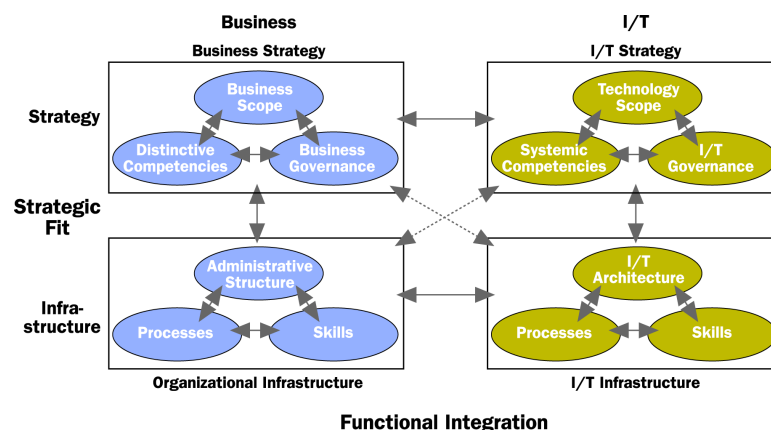 Business
I/T
Business Strategy
I/T Strategy
Strategy
Business
Scope
Distinctive
Competencies
Business
Governance
Technology
Scope
Systemic
Competencies
I/T
Governance
Strategic
Fit
Infra-
structure
Administrative
Structure
Processes
Skills
I/T
Architecture
Processes
Skills
Organizational Infrastructure
I/T Infrastructure
Functional Integration